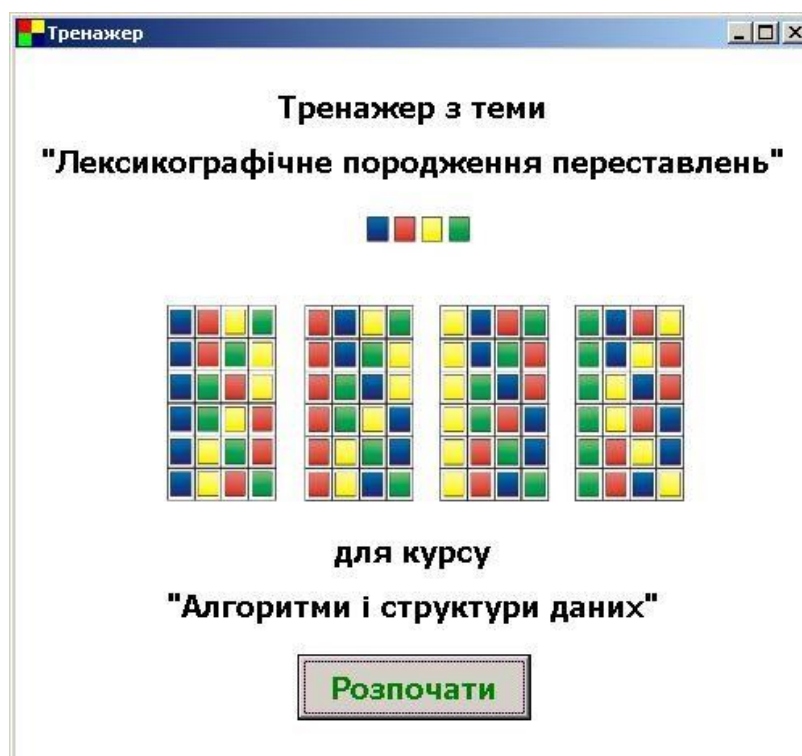 Тренажер
Тренажер з теми
"Лексикографічне породження переставлень"
для курсу
"Алгоритми і структури даних"
Розпочати